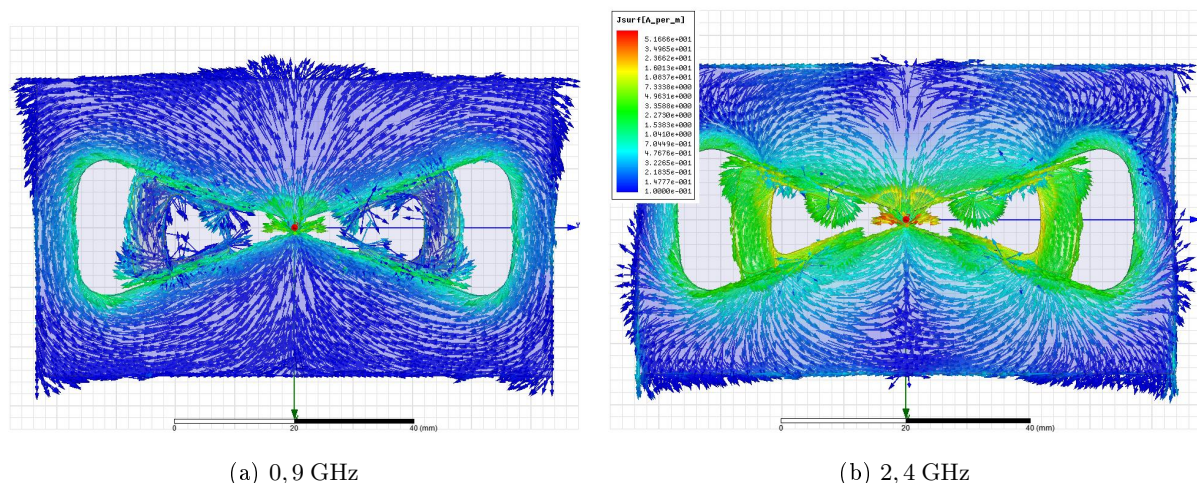 Jsurf[A_per_m]
5.1666e+001
3.4965e+001
2.3662e+001
1.6013e+001
1.0837e+001
7.3338e+000
4.9631e+000
3.3588e+000
2.2730e+000
1.5383e+000
1.0410e+000
7.0449e-001
4.7676e-001
3.2265e-001
2.1835e-001
1.4777e-001
1.0000e-001
0 20 40 (mm)
0 20 40 (mm)
(a) 0,9 GHz
(b) 2,4 GHz